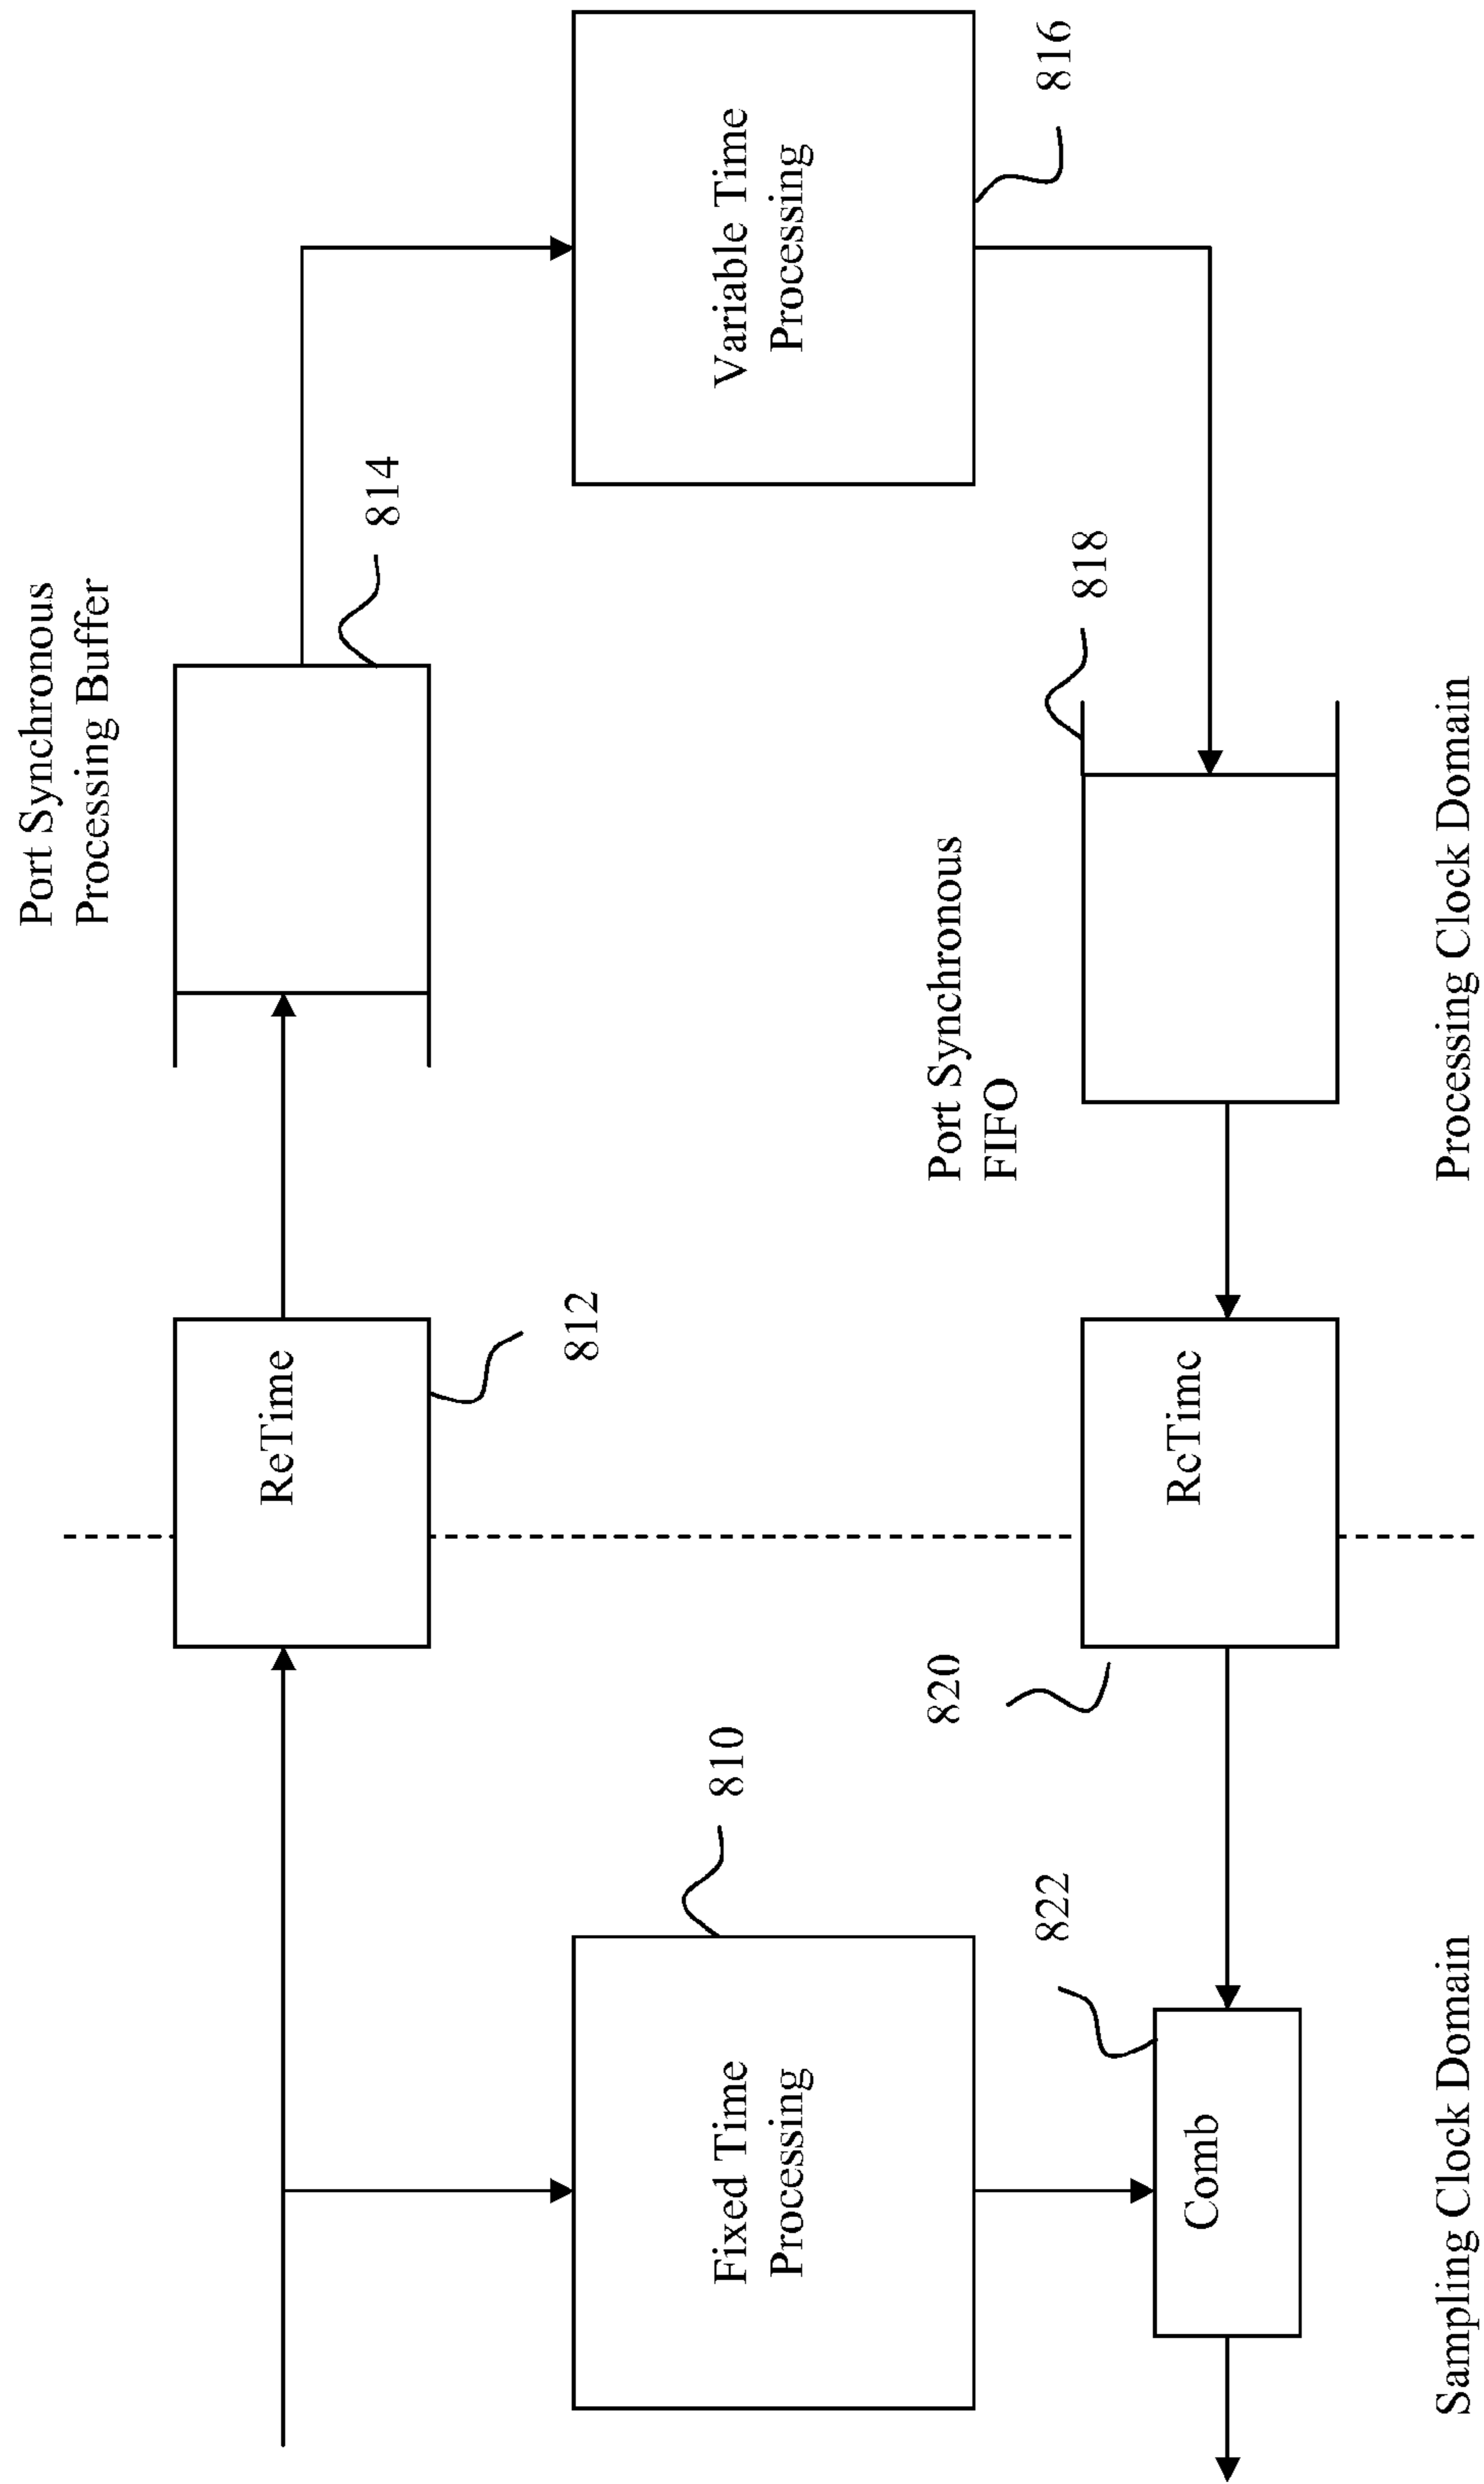 Port Synchronous
Processing Buffer
ReTime
814
812
Fixed Time
Processing
810
Variable Time
Processing
820
Port Synchronous
FIFO
822
816
818
Comb
RcTimc
Sampling Clock Domain
Processing Clock Domain